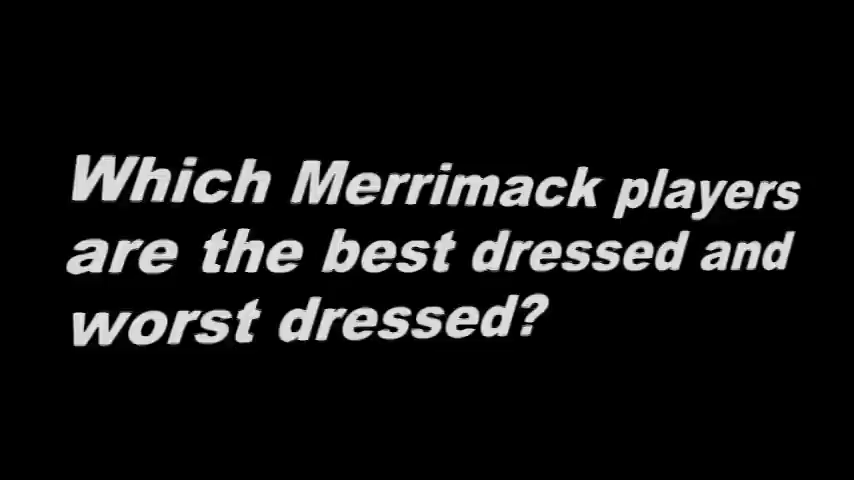 Which Merrimack players
are the best dressed and
worst dressed?